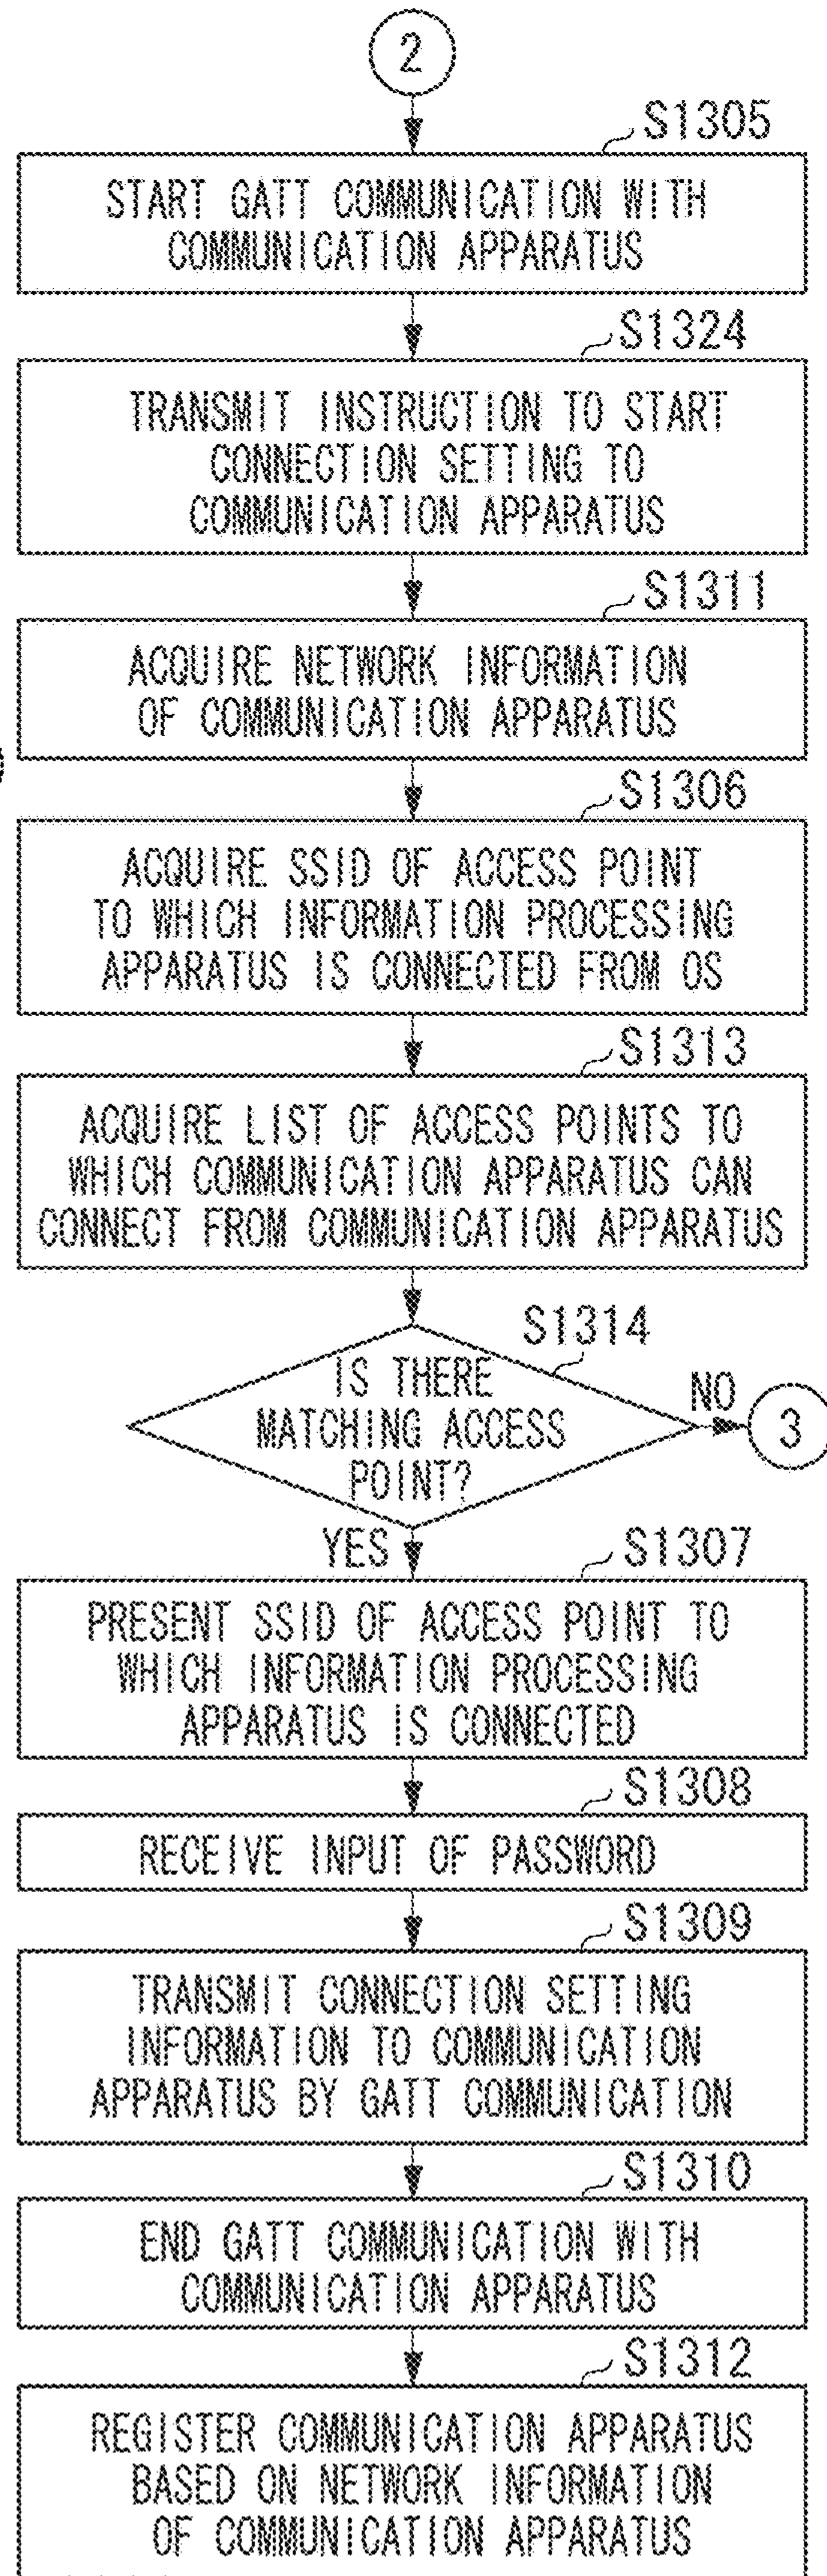 2
S1305
START GATT COMMUNICATION WITH
COMMUNICATION APPARATUS
S1324
TRANSMIT INSTRUCTION TO START
CONNECTION SETTING TO
COMMUNICATION APPARATUS
S1311
ACQUIRE NETWORK INFORMATION
OF COMMUNICATION APPARATUS
S1306
ACQUIRE SSID OF ACCESS POINT
TO WHICH INFORMATION PROCESSING
APPARATUS IS CONNECTED FROM OS
S1313
ACQUIRE LIST OF ACCESS POINTS TO
WHICH COMMUNICATION APPARATUS CAN
CONNECT FROM COMMUNICATION APPARATUS
S1314
IS THERE
MATCHING ACCESS
POINT?
NO
3
YES
S1307
PRESENT SSID OF ACCESS POINT TO
WHICH INFORMATION PROCESSING
APPARATUS IS CONNECTED
S1308
RECEIVE INPUT OF PASSWORD
S1309
TRANSMIT CONNECTION SETTING
INFORMATION TO COMMUNICATION
APPARATUS BY GATT COMMUNICATION
S1310
END GATT COMMUNICATION WITH
COMMUNICATION APPARATUS
S1312
REGISTER COMMUNICATION APPARATUS
BASED ON NETWORK INFORMATION
OF COMMUNICATION APPARATUS